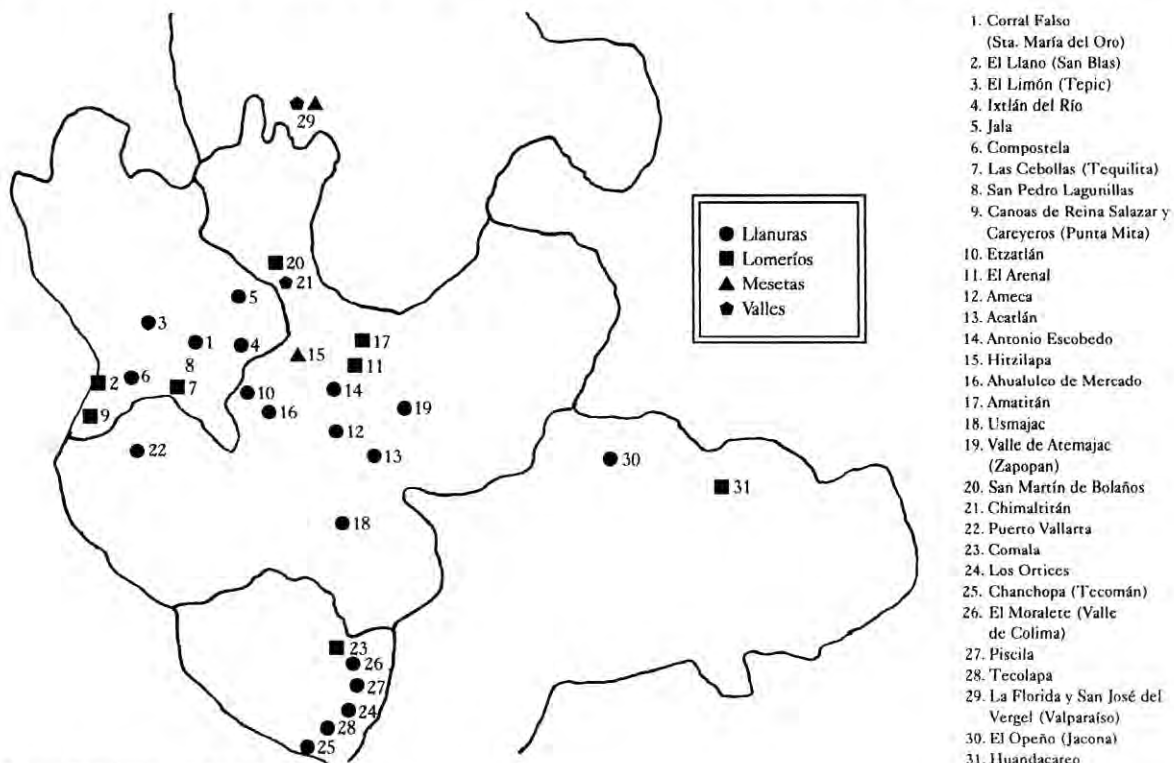 29
20
21
5
3
1
4
15
17
11
8
2
6
7
14
10
16
19
9
12
22
13
30
31
18
23
26
27
24
28
25
Llanuras
Lomeríos
Mesetas
Valles
1. Corral Falso
(Sta. María del Oro)
2. El Llano (San Blas)
3. El Limón (Tepic)
4. Ixtlán del Río
5. Jala
6. Compostela
7. Las Cebollas (Tequilita)
8. San Pedro Lagunillas
9. Canoas de Reina Salazar y
Careyeros (Punta Mita)
10. Etzatlán
11. El Arenal
12. Ameca
13. Acatlán
14. Antonio Escobedo
15. Hitzilapa
16. Ahualulco de Mercado
17. Amatitán
18. Usmajac
19. Valle de Atemajac
(Zapopan)
20. San Martín de Bolaños
21. Chimaltitán
22. Puerto Vallarta
23. Comala
24. Los Ortices
25. Chanchopa (Tecomán)
26. El Moralete (Valle
de Colima)
27. Piscila
28. Tecolapa
29. La Florida y San José del
Vergel (Valparaíso)
30. El Opeño (Jacona)
31. Huandacareo